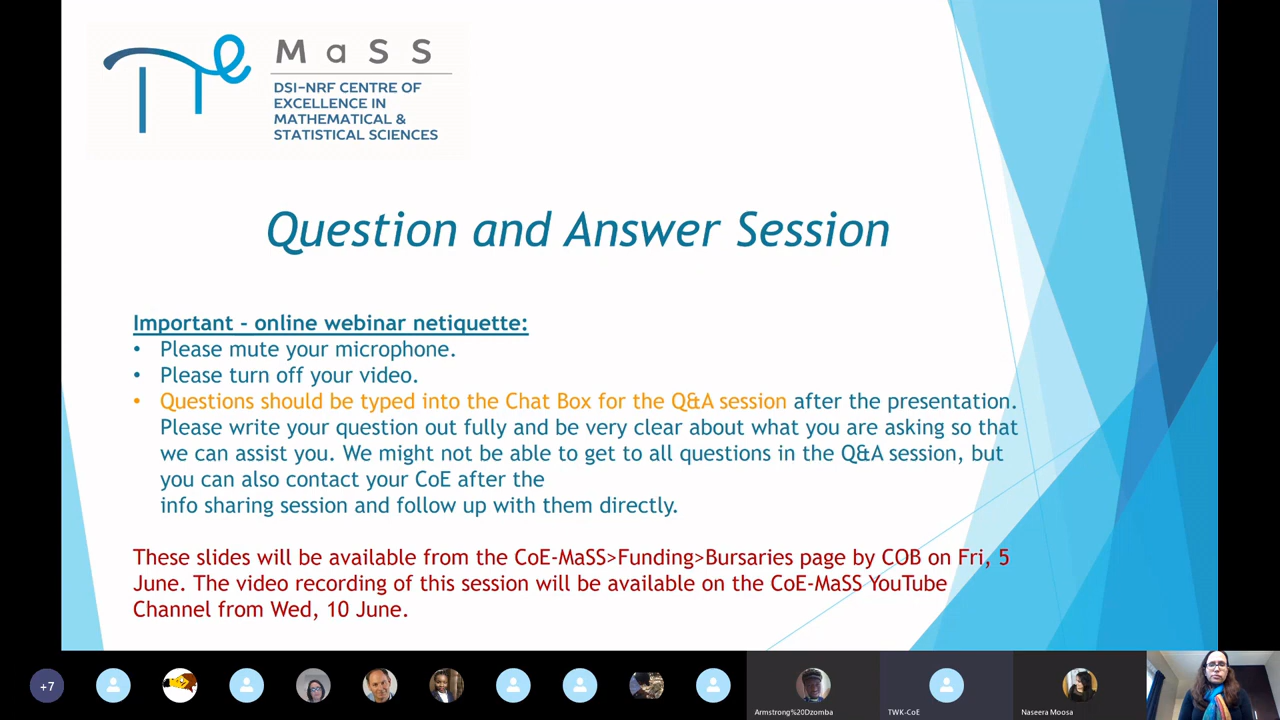 MaSS
DSI-NRF CENTRE OF
EXCELLENCE IN
MATHEMATICAL &
STATISTICAL SCIENCES
Question and Answer Session
Important - online webinar netiquette:
• Please mute your microphone.
• Please turn off your video.
• Questions should be typed into the Chat Box for the Q&A session after the presentation.
Please write your question out fully and be very clear about what you are asking so that
we can assist you. We might not be able to get to all questions in the Q&A session, but
you can also contact your CoE after the
info sharing session and follow up with them directly.
These slides will be available from the CoE-MaSS>Funding>Bursaries page by COB on Fri, 5
June. The video recording of this session will be available on the CoE-MaSS YouTube
Channel from Wed, 10 June.
+7
Armstrong%20Dzomba
TWK-CoE
Naseera Moosa